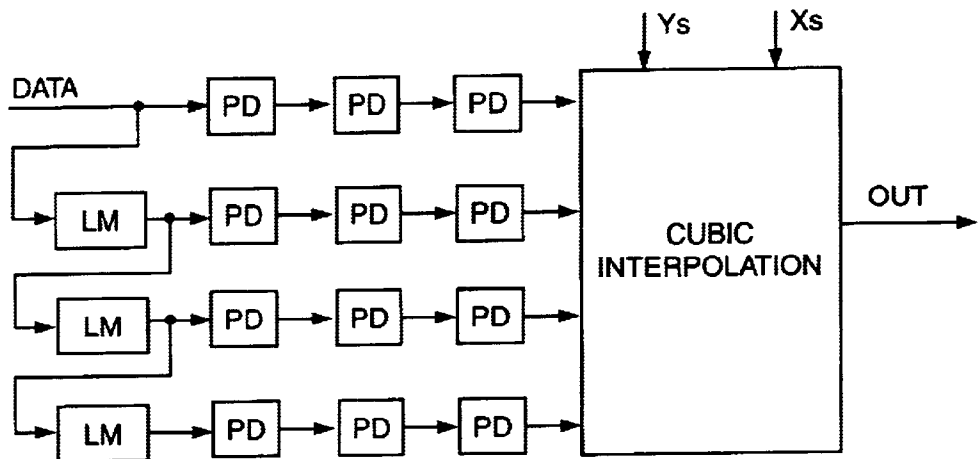 Ys Xs
DATA
PD PD PD
LM PD PD PD
OUT
CUBIC
INTERPOLATION
LM PD PD PD
LM PD PD PD